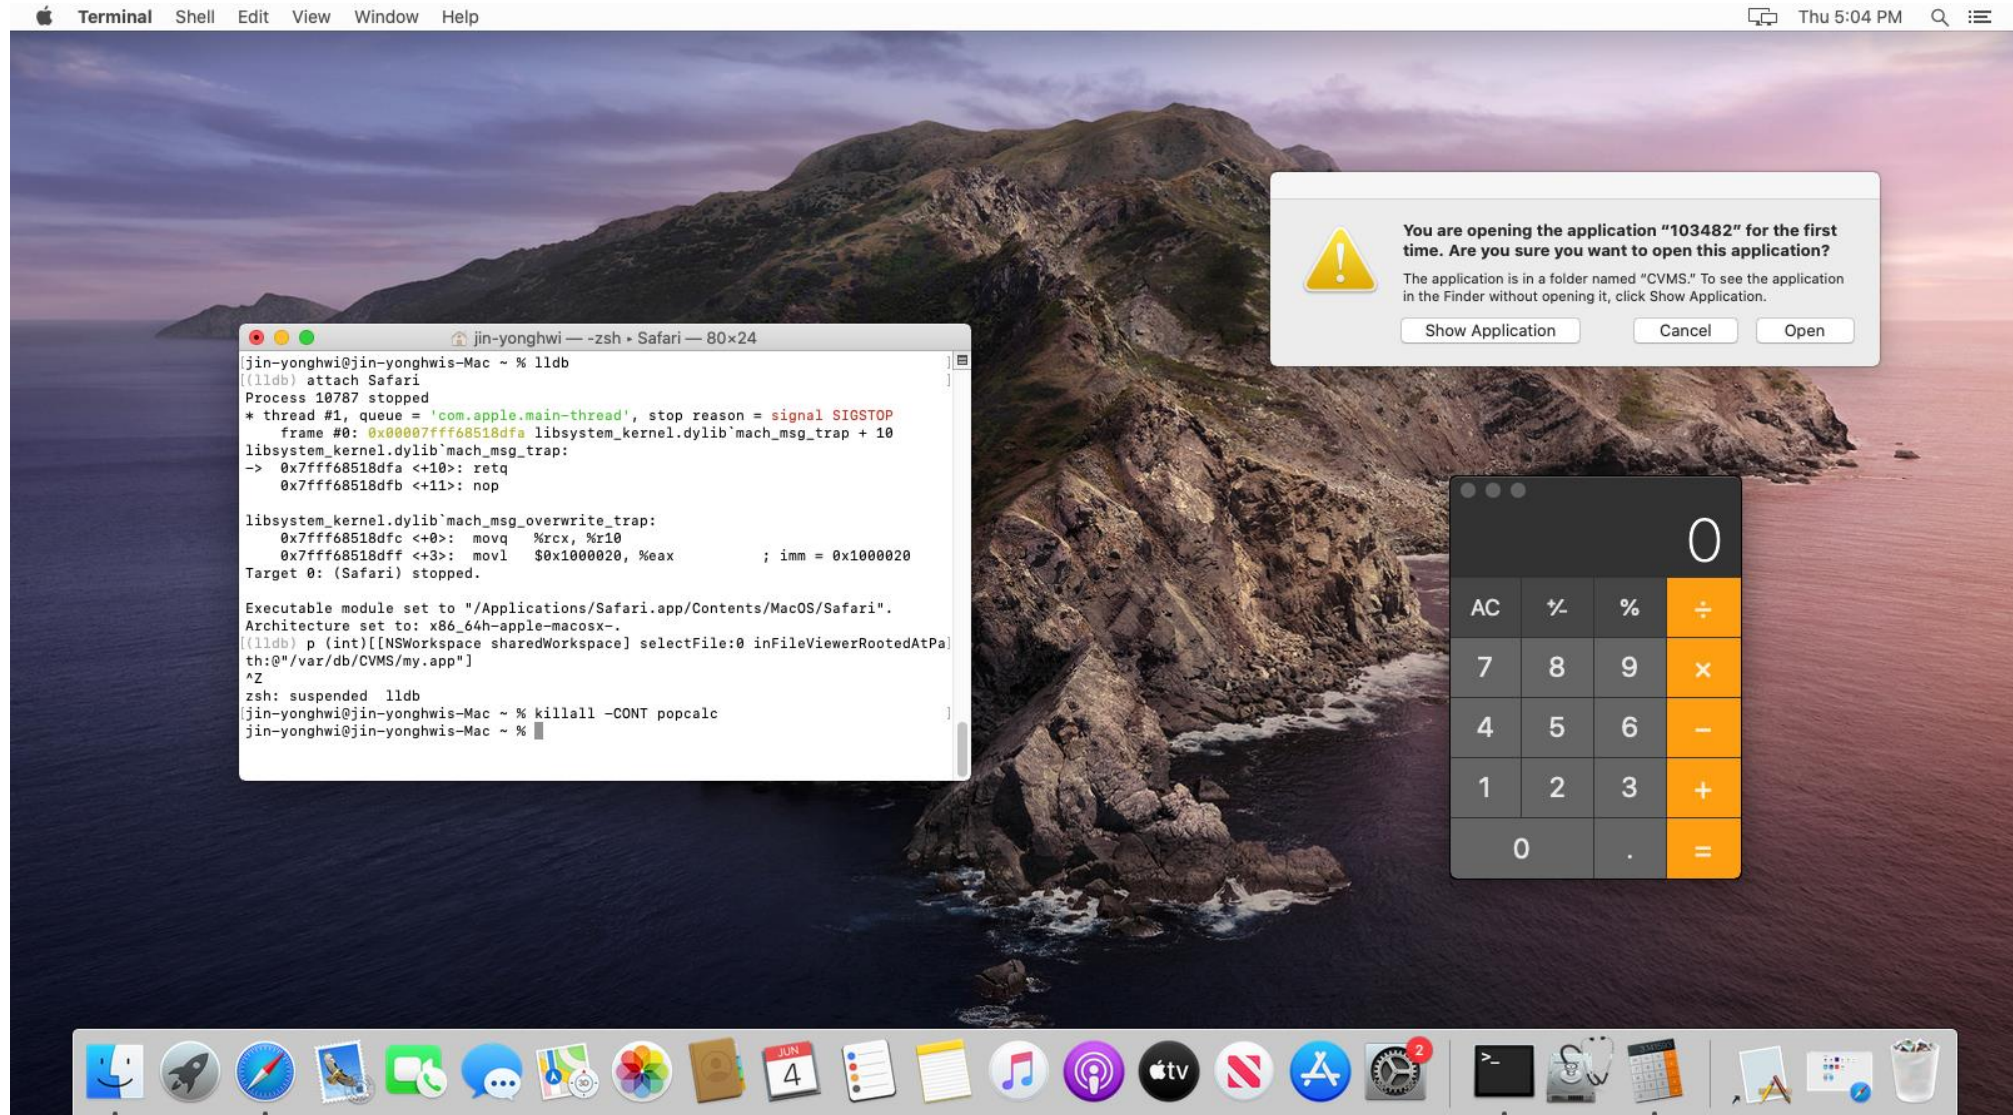 Terminal Shell Edit View Window Help
Thu 5:04 PM
You are opening the application “103482” for the first
time. Are you sure you want to open this application?
The application is in a folder named “CVMS.” To see the application
in the Finder without opening it, click Show Application.
Show Application Cancel Open
jin-yonghwi — -zsh ▸ Safari — 80×24
[jin-yonghwi@jin-yonghwis-Mac ~ % lldb ]
[(lldb) attach Safari ]
Process 10787 stopped
* thread #1, queue = 'com.apple.main-thread', stop reason = signal SIGSTOP
frame #0: 0x00007fff68518dfa libsystem_kernel.dylib`mach_msg_trap + 10
libsystem_kernel.dylib`mach_msg_trap:
-> 0x7fff68518dfa <+10>: retq
0x7fff68518dfb <+11>: nop
libsystem_kernel.dylib`mach_msg_overwrite_trap:
0x7fff68518dfc <+0>: movq %rcx, %r10
0x7fff68518dff <+3>: movl $0x1000020, %eax ; imm = 0x1000020
Target 0: (Safari) stopped.
Executable module set to "/Applications/Safari.app/Contents/MacOS/Safari".
Architecture set to: x86_64h-apple-macosx-.
[(lldb) p (int)[[NSWorkspace sharedWorkspace] selectFile:0 inFileViewerRootedAtPa]
th:@"/var/db/CVMS/my.app"]
^Z
zsh: suspended lldb
[jin-yonghwi@jin-yonghwis-Mac ~ % killall -CONT popcalc ]
jin-yonghwi@jin-yonghwis-Mac ~ %
0
AC +⁄- % ÷
7 8 9 ×
4 5 6 −
1 2 3 +
0 . =
JUN
4
3D
tv
2
>_